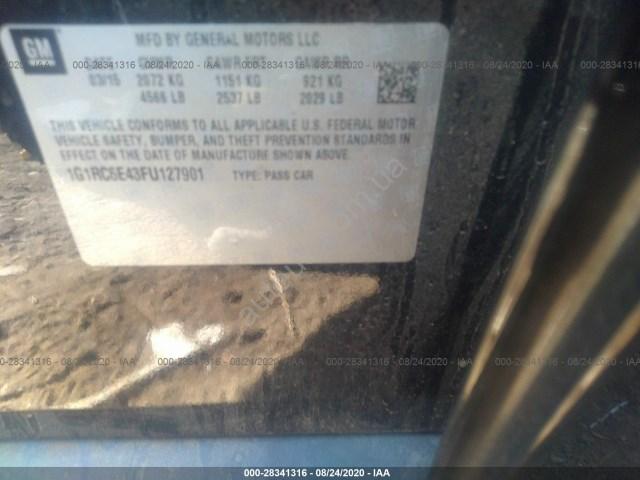 GM
MFD BY GENERAL MOTORS LLC
03/15 2072 KG 1151 KG 921 KG
4566 LB 2537 LB 2029 LB
THIS VEHICLE CONFORMS TO ALL APPLICABLE U.S. FEDERAL MOTOR
VEHICLE SAFETY, BUMPER, AND THEFT PREVENTION STANDARDS IN
EFFECT ON THE DATE OF MANUFACTURE SHOWN ABOVE.
1G1RC6E43FU127901 TYPE: PASS CAR
000-28341316 - 08/24/2020 - IAA